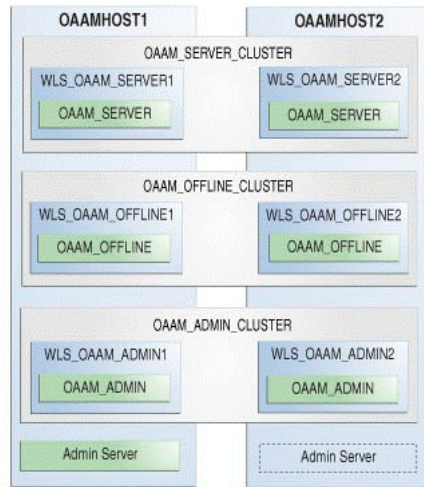 OAAMHOST1 OAAMHOST2
OAAM_SERVER_CLUSTER
WLS_OAAM_SERVER1 WLS_OAAM_SERVER2
OAAM_SERVER OAAM_SERVER
OAAM_OFFLINE_CLUSTER
WLS_OAAM_OFFLINE1 WLS_OAAM_OFFLINE2
OAAM_OFFLINE OAAM_OFFLINE
OAAM_ADMIN_CLUSTER
WLS_OAAM_ADMIN1 WLS_OAAM_ADMIN2
OAAM_ADMIN OAAM_ADMIN
Admin Server Admin Server